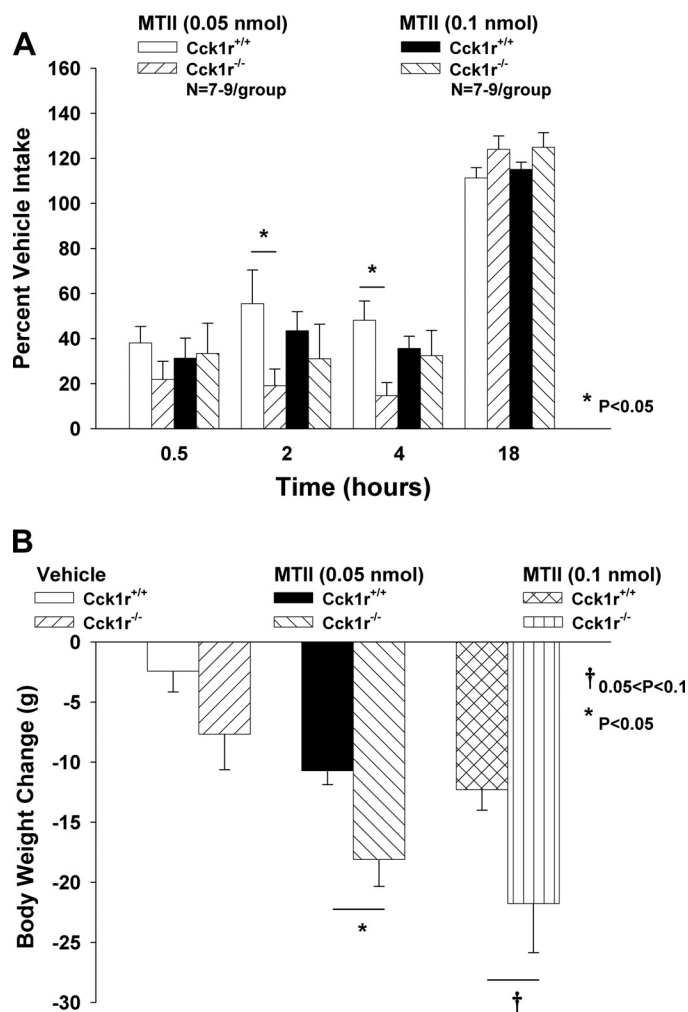 A
MTII (0.05 nmol) MTII (0.1 nmol)
Cck1r+/+ Cck1r+/+
Cck1r-/- Cck1r-/-
N=7-9/group N=7-9/group
160
140
120
100
80
60
40
20
0
Percent Vehicle Intake
*
*
* P<0.05
0.5 2 4 18
Time (hours)
B
Vehicle MTII (0.05 nmol) MTII (0.1 nmol)
Cck1r+/+ Cck1r+/+ Cck1r+/+
Cck1r-/- Cck1r-/- Cck1r-/-
0
-5
-10
-15
-20
-25
-30
Body Weight Change (g)
† 0.05<P<0.1
* P<0.05
*
†